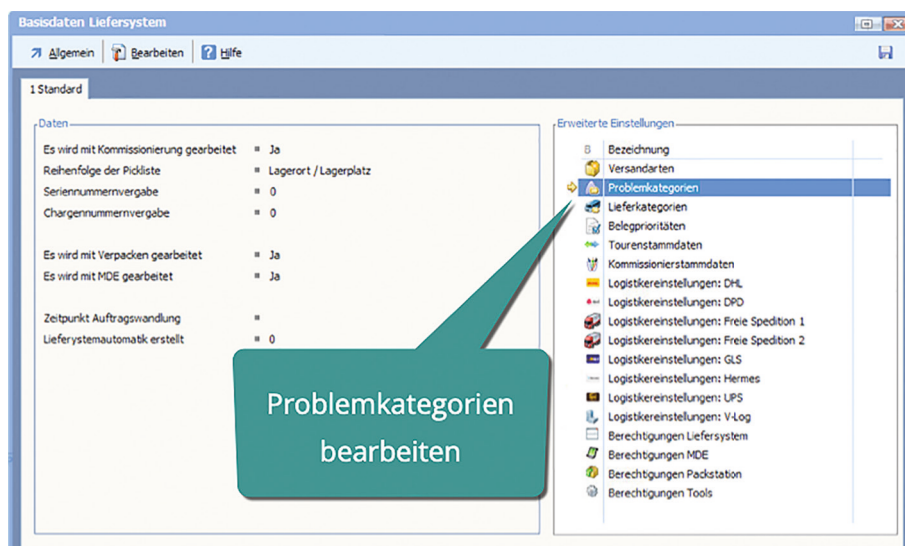 Basisdaten Liefersystem
Allgemein Bearbeiten Hilfe
1 Standard
Daten
Es wird mit Kommissionierung gearbeitet = Ja
Reihenfolge der Pickliste = Lagerort / Lagerplatz
Seriennummernvergabe = 0
Chargennummernvergabe = 0
Es wird mit Verpacken gearbeitet = Ja
Es wird mit MDE gearbeitet = Ja
Zeitpunkt Auftragswandlung =
Lieferystemautomatik erstellt = 0
Erweiterte Einstellungen
B Bezeichnung
Versandarten
Problemkategorien
Lieferkategorien
Belegprioritäten
Tourenstammdaten
Kommissionierstammdaten
Logistikereinstellungen: DHL
Logistikereinstellungen: DPD
Logistikereinstellungen: Freie Spedition 1
Logistikereinstellungen: Freie Spedition 2
Logistikereinstellungen: GLS
Logistikereinstellungen: Hermes
Logistikereinstellungen: UPS
Logistikereinstellungen: V-Log
Berechtigungen Liefersystem
Berechtigungen MDE
Berechtigungen Packstation
Berechtigungen Tools
Problemkategorien
bearbeiten